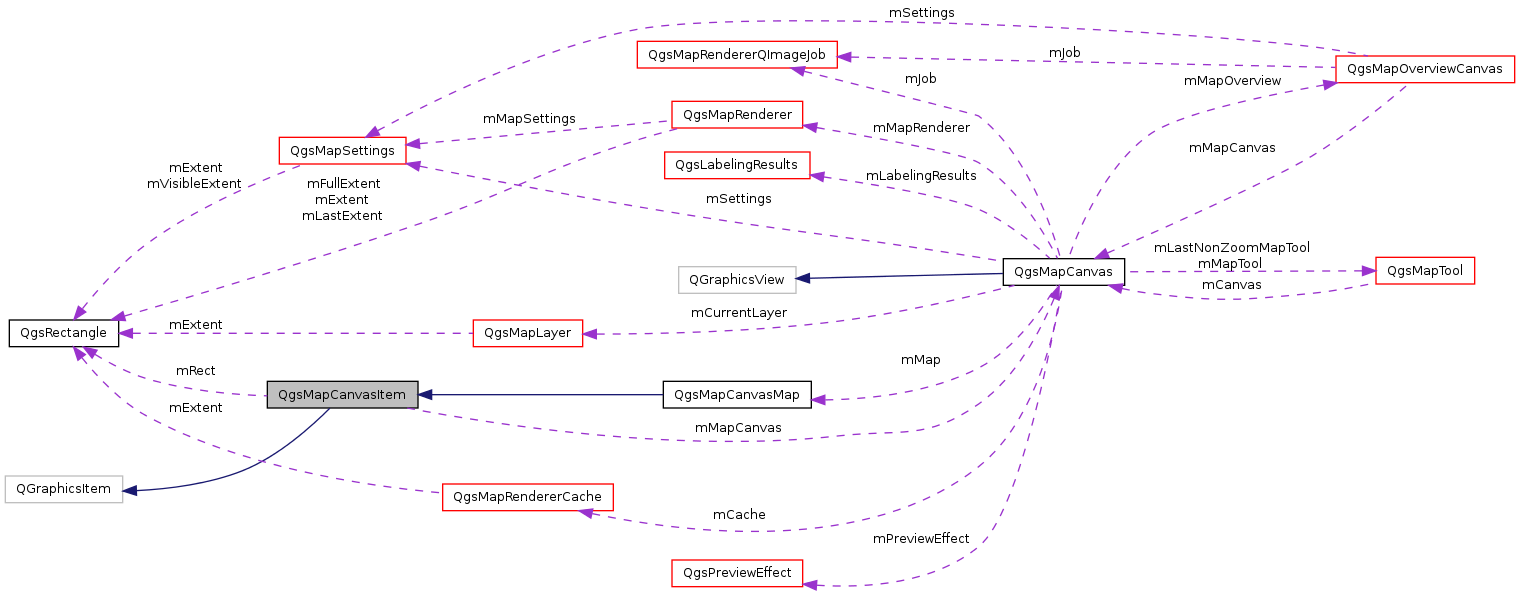 mSettings
QgsMapRendererQImageJob
mJob
QgsMapOverviewCanvas
mJob
mMapOverview
QgsMapRenderer
mMapSettings
mMapRenderer
QgsMapSettings
mMapCanvas
QgsLabelingResults
mExtent
mVisibleExtent
mFullExtent
mExtent
mLastExtent
mLabelingResults
mSettings
mLastNonZoomMapTool
mMapTool
QgsMapCanvas
QgsMapTool
QGraphicsView
mCanvas
mCurrentLayer
QgsRectangle
mExtent
QgsMapLayer
mMap
mRect
QgsMapCanvasItem
QgsMapCanvasMap
mExtent
mMapCanvas
QGraphicsItem
QgsMapRendererCache
mCache
mPreviewEffect
QgsPreviewEffect